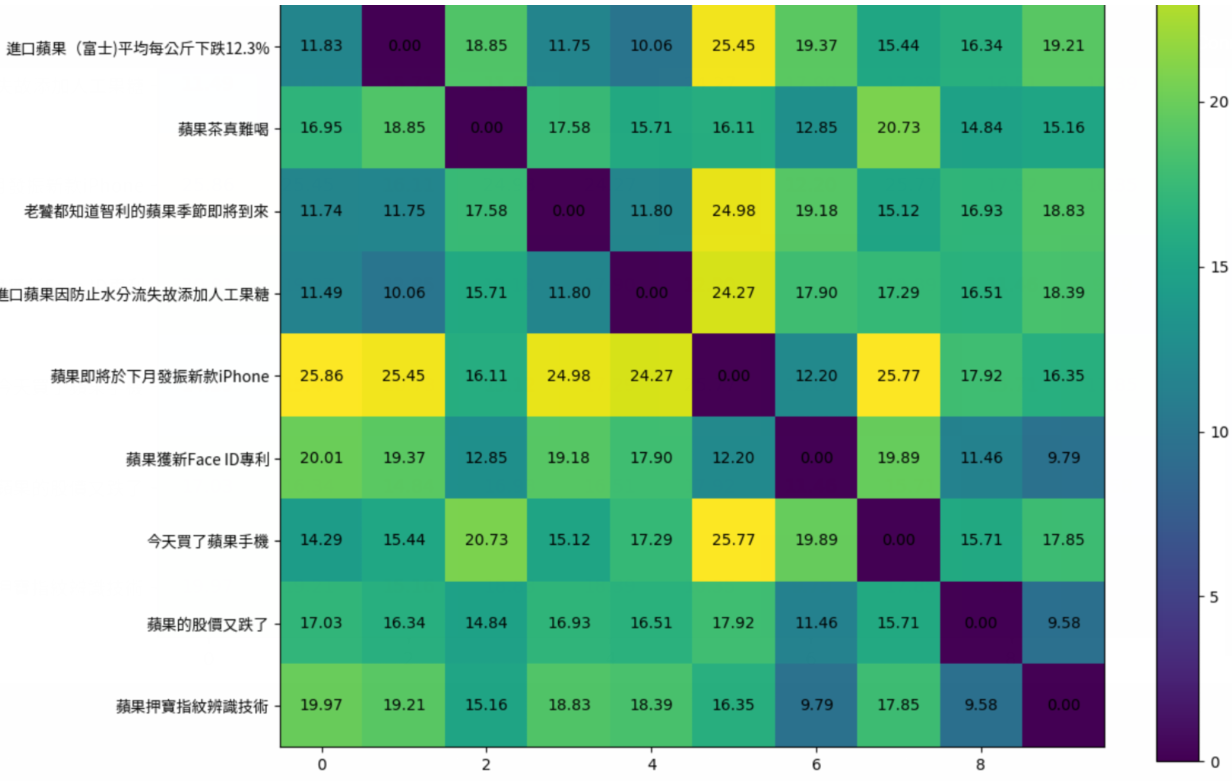 進口蘋果（富士)平均每公斤下跌12.3% 11.83 0.00 18.85 11.75 10.06 25.45 19.37 15.44 16.34 19.21
蘋果茶真難喝 16.95 18.85 0.00 17.58 15.71 16.11 12.85 20.73 14.84 15.16
老饕都知道智利的蘋果季節即將到來 11.74 11.75 17.58 0.00 11.80 24.98 19.18 15.12 16.93 18.83
進口蘋果因防止水分流失故添加人工果糖 11.49 10.06 15.71 11.80 0.00 24.27 17.90 17.29 16.51 18.39
蘋果即將於下月發振新款iPhone 25.86 25.45 16.11 24.98 24.27 0.00 12.20 25.77 17.92 16.35
蘋果獲新Face ID專利 20.01 19.37 12.85 19.18 17.90 12.20 0.00 19.89 11.46 9.79
今天買了蘋果手機 14.29 15.44 20.73 15.12 17.29 25.77 19.89 0.00 15.71 17.85
蘋果的股價又跌了 17.03 16.34 14.84 16.93 16.51 17.92 11.46 15.71 0.00 9.58
蘋果押寶指紋辨識技術 19.97 19.21 15.16 18.83 18.39 16.35 9.79 17.85 9.58 0.00
0 2 4 6 8
20
15
10
5
0